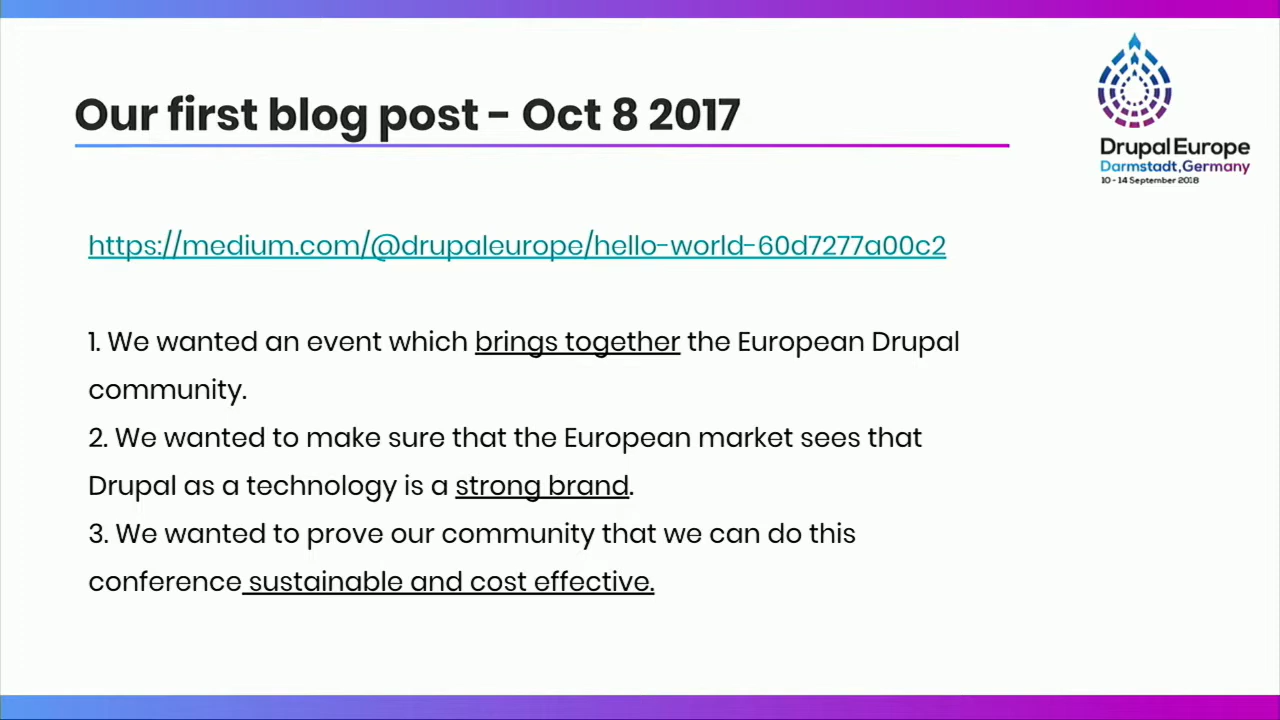 Our first blog post - Oct 8 2017
Drupal Europe
Darmstadt, Germany
10 - 14 September 2018
https://medium.com/@drupaleurope/hello-world-60d7277a00c2
1. We wanted an event which brings together the European Drupal
community.
2. We wanted to make sure that the European market sees that
Drupal as a technology is a strong brand.
3. We wanted to prove our community that we can do this
conference sustainable and cost effective.